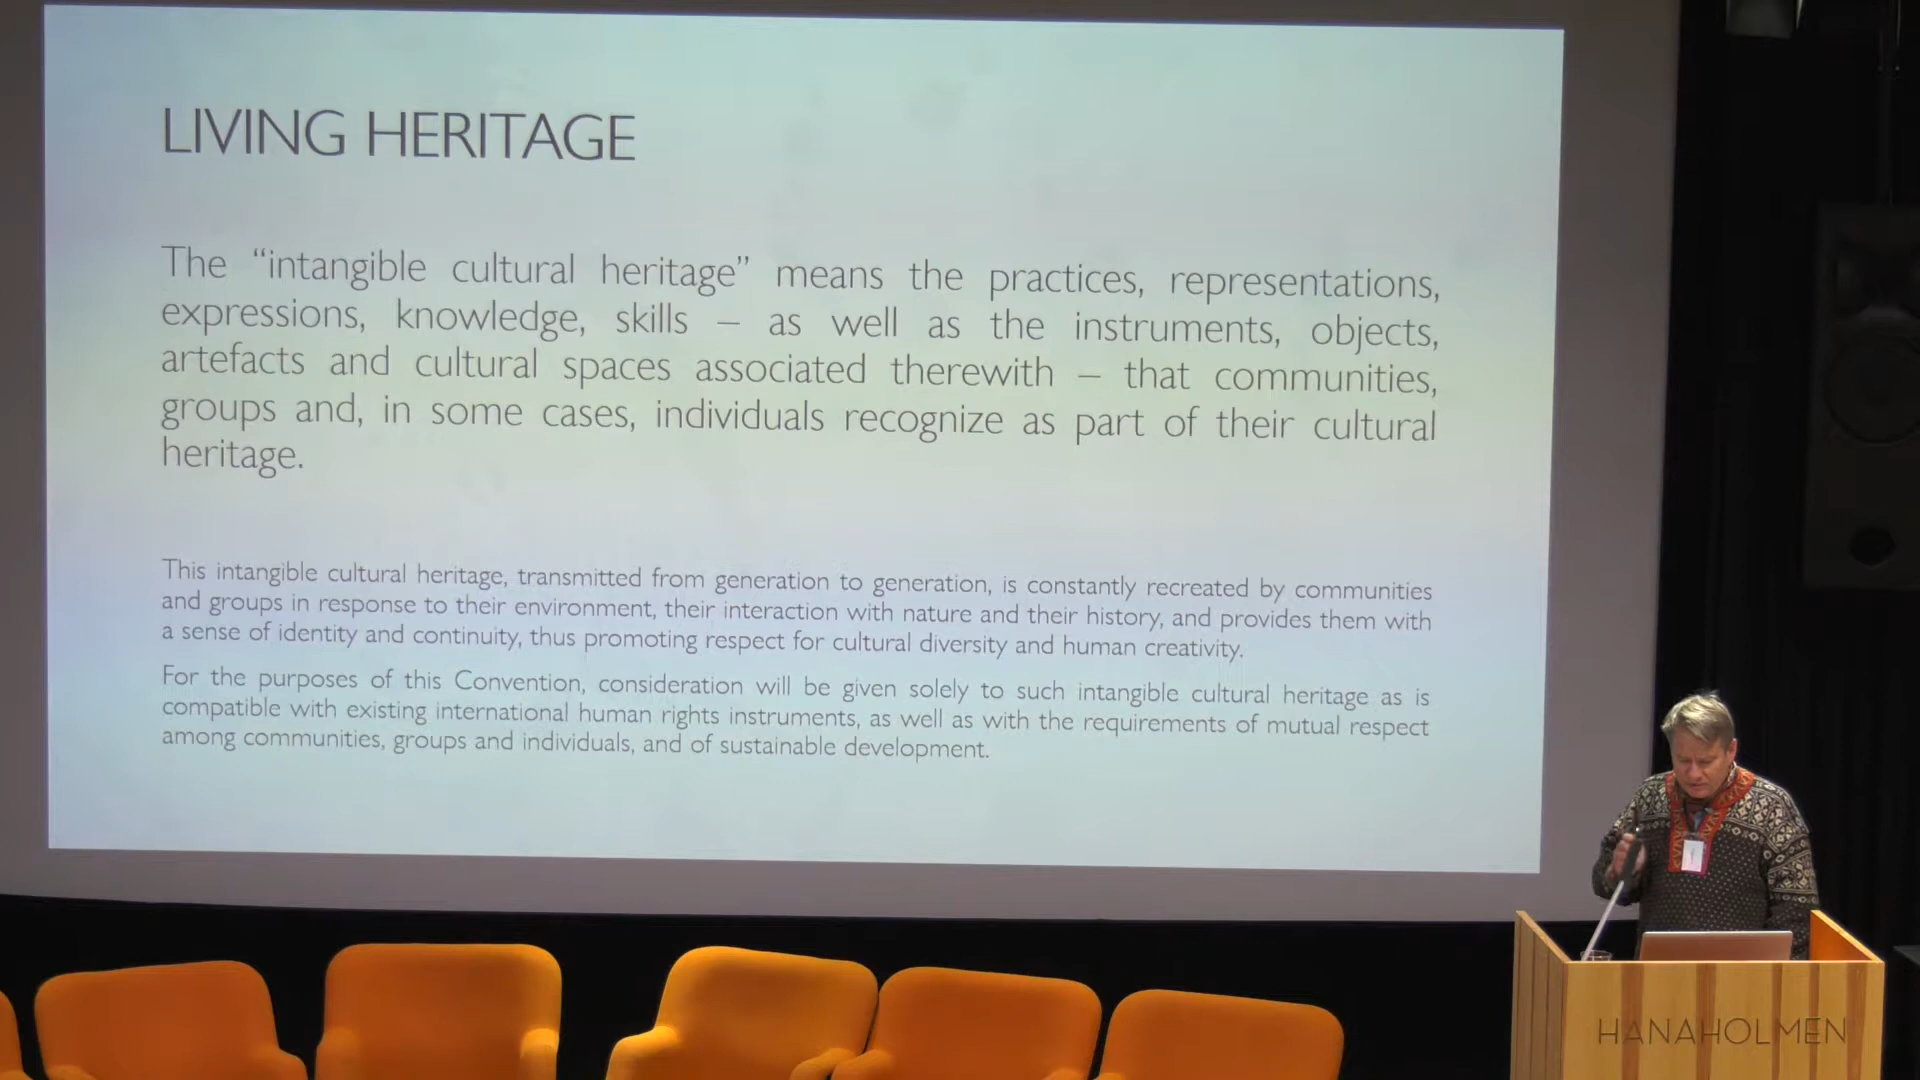 LIVING HERITAGE
The “intangible cultural heritage” means the practices, representations,
expressions, knowledge, skills – as well as the instruments, objects,
artefacts and cultural spaces associated therewith – that communities,
groups and, in some cases, individuals recognize as part of their cultural
heritage.
This intangible cultural heritage, transmitted from generation to generation, is constantly recreated by communities
and groups in response to their environment, their interaction with nature and their history, and provides them with
a sense of identity and continuity, thus promoting respect for cultural diversity and human creativity.
For the purposes of this Convention, consideration will be given solely to such intangible cultural heritage as is
compatible with existing international human rights instruments, as well as with the requirements of mutual respect
among communities, groups and individuals, and of sustainable development.
HANAHOLMEN